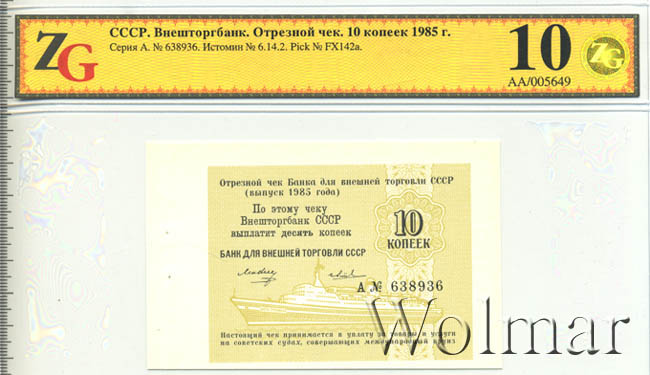 ZG
СССР. Внешторгбанк. Отрезной чек. 10 копеек 1985 г.
Серия А. № 638936. Истомин № 6.14.2. Pick № FX142a.
10
ZG
AA/005649
Отрезной чек Банка для внешней торговли СССР
(выпуск 1985 года)
По этому чеку
Внешторгбанк СССР
выплатит десять копеек
10
КОПЕЕК
БАНК ДЛЯ ВНЕШНЕЙ ТОРГОВЛИ СССР
А № 638936
Настоящий чек принимается в уплату за товары и услуги
на советских судах, совершающих международный круиз
Wolmar